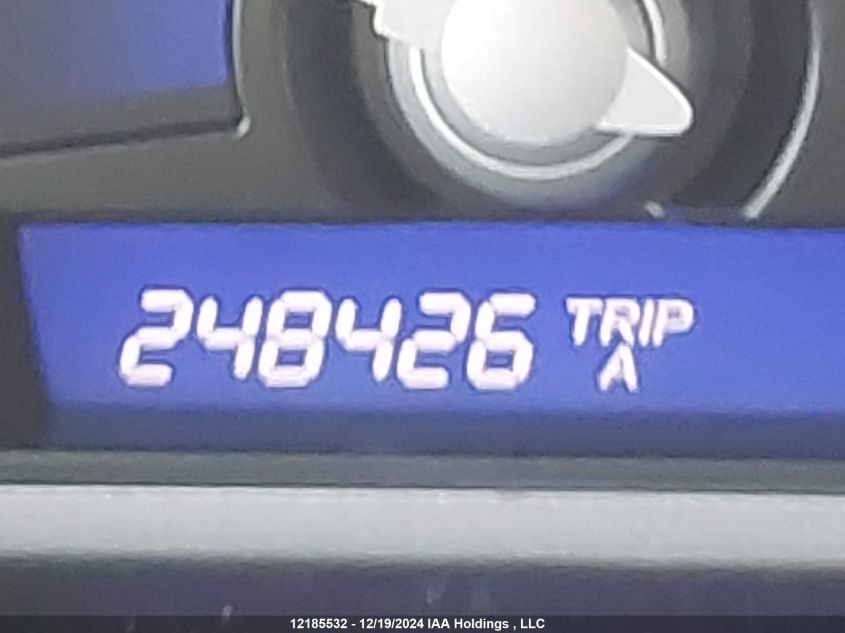 248426 TRIP
A
12185532 - 12/19/2024 IAA Holdings , LLC